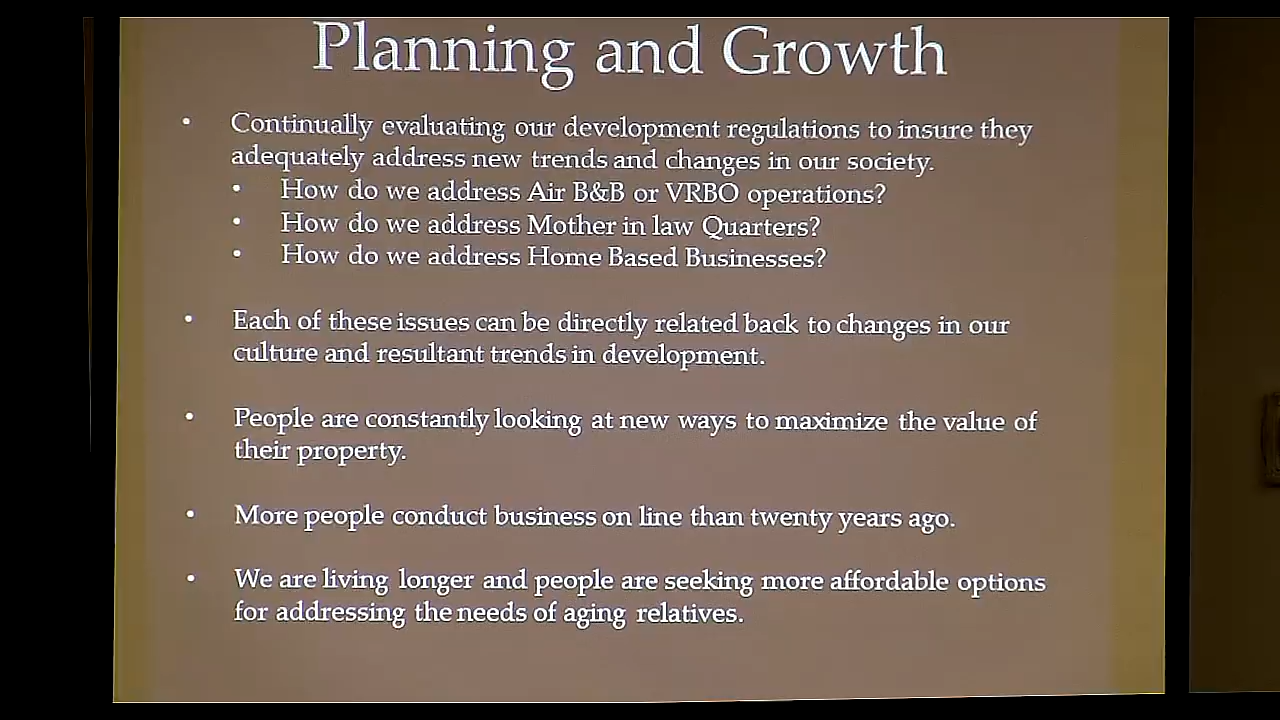 Planning and Growth
• Continually evaluating our development regulations to insure they
adequately address new trends and changes in our society.
• How do we address Air B&B or VRBO operations?
• How do we address Mother in law Quarters?
• How do we address Home Based Businesses?
• Each of these issues can be directly related back to changes in our
culture and resultant trends in development.
• People are constantly looking at new ways to maximize the value of
their property.
• More people conduct business on line than twenty years ago.
• We are living longer and people are seeking more affordable options
for addressing the needs of aging relatives.